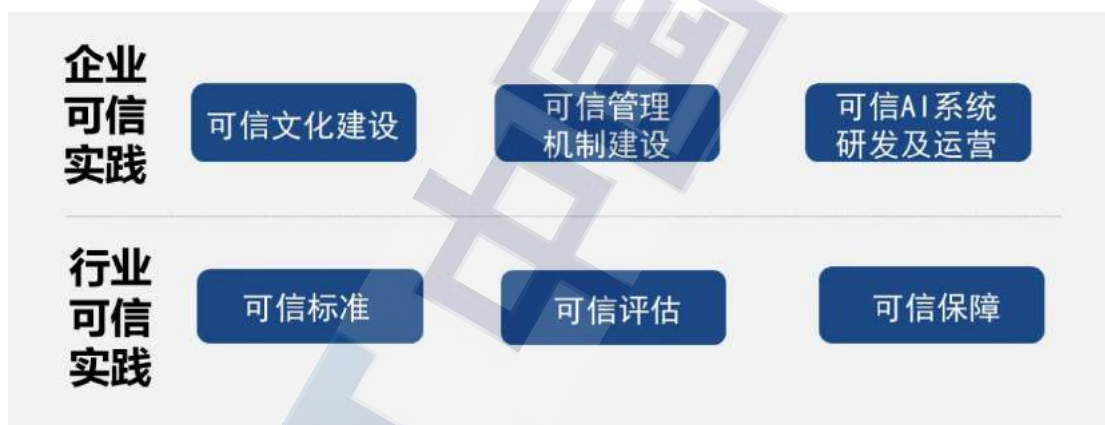 企业
可信
实践
可信文化建设
可信管理
机制建设
可信AI系统
研发及运营
行业
可信
实践
可信标准
可信评估
可信保障
中国